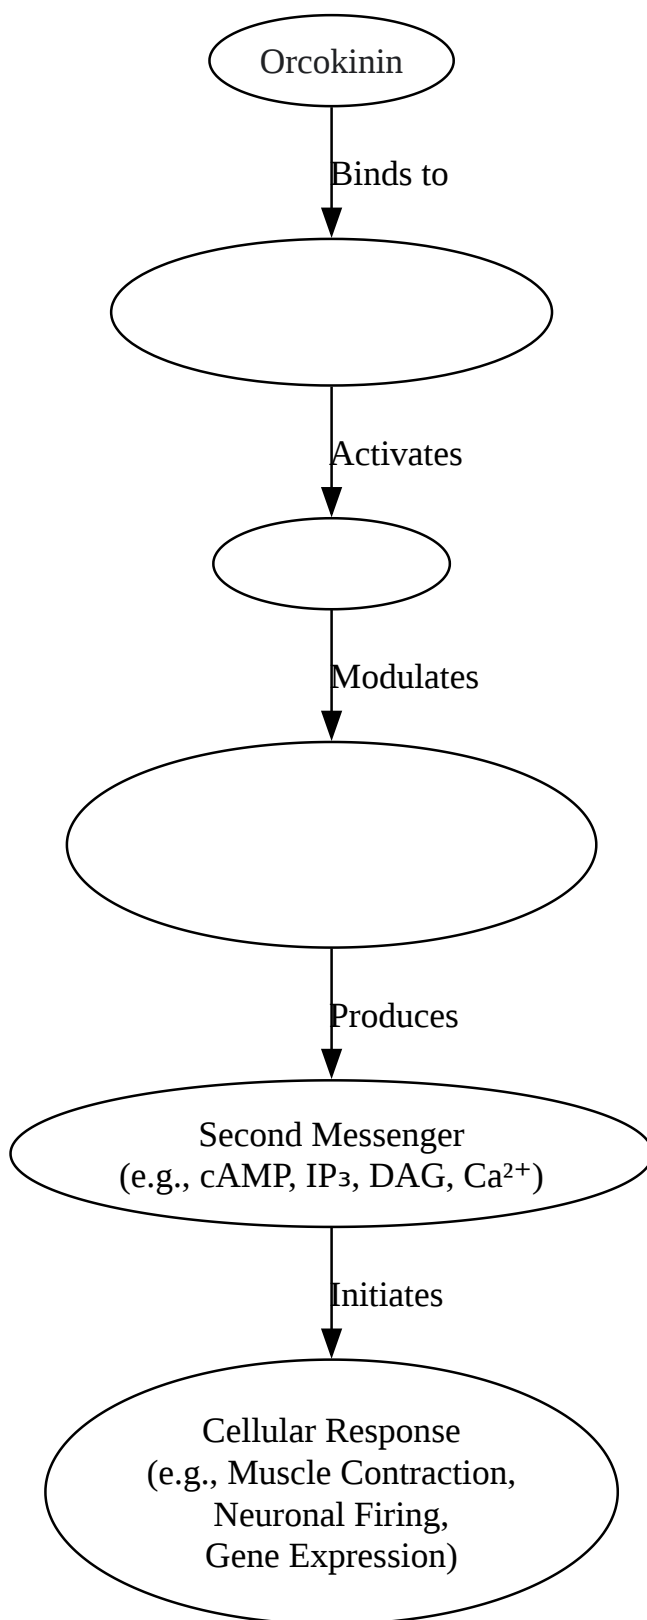 Orcokinin
Binds to
Activates
Modulates
Produces
Second Messenger
(e.g., cAMP, IP₃, DAG, Ca²⁺)
Initiates
Cellular Response
(e.g., Muscle Contraction,
Neuronal Firing,
Gene Expression)